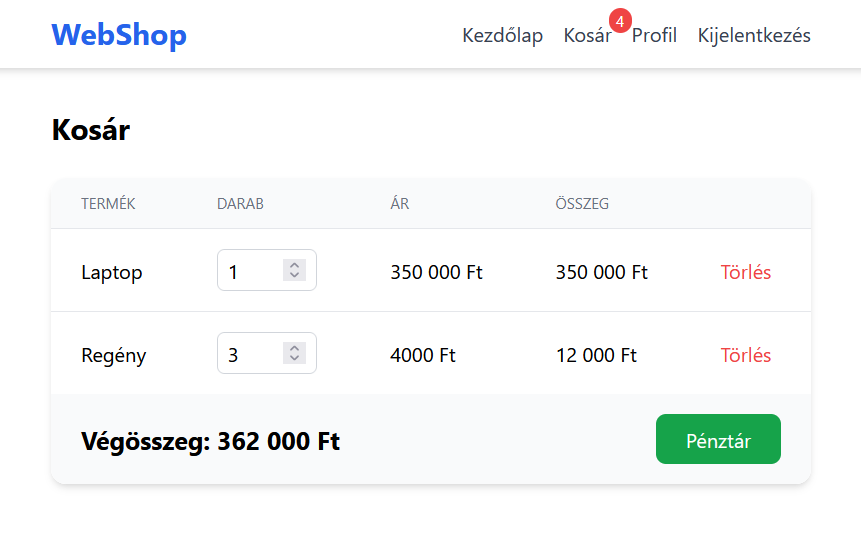 WebShop Kezdőlap Kosár 4 Profil Kijelentkezés
Kosár
TERMÉK DARAB ÁR ÖSSZEG
Laptop 1 350 000 Ft 350 000 Ft Törlés
Regény 3 4000 Ft 12 000 Ft Törlés
Végösszeg: 362 000 Ft Pénztár